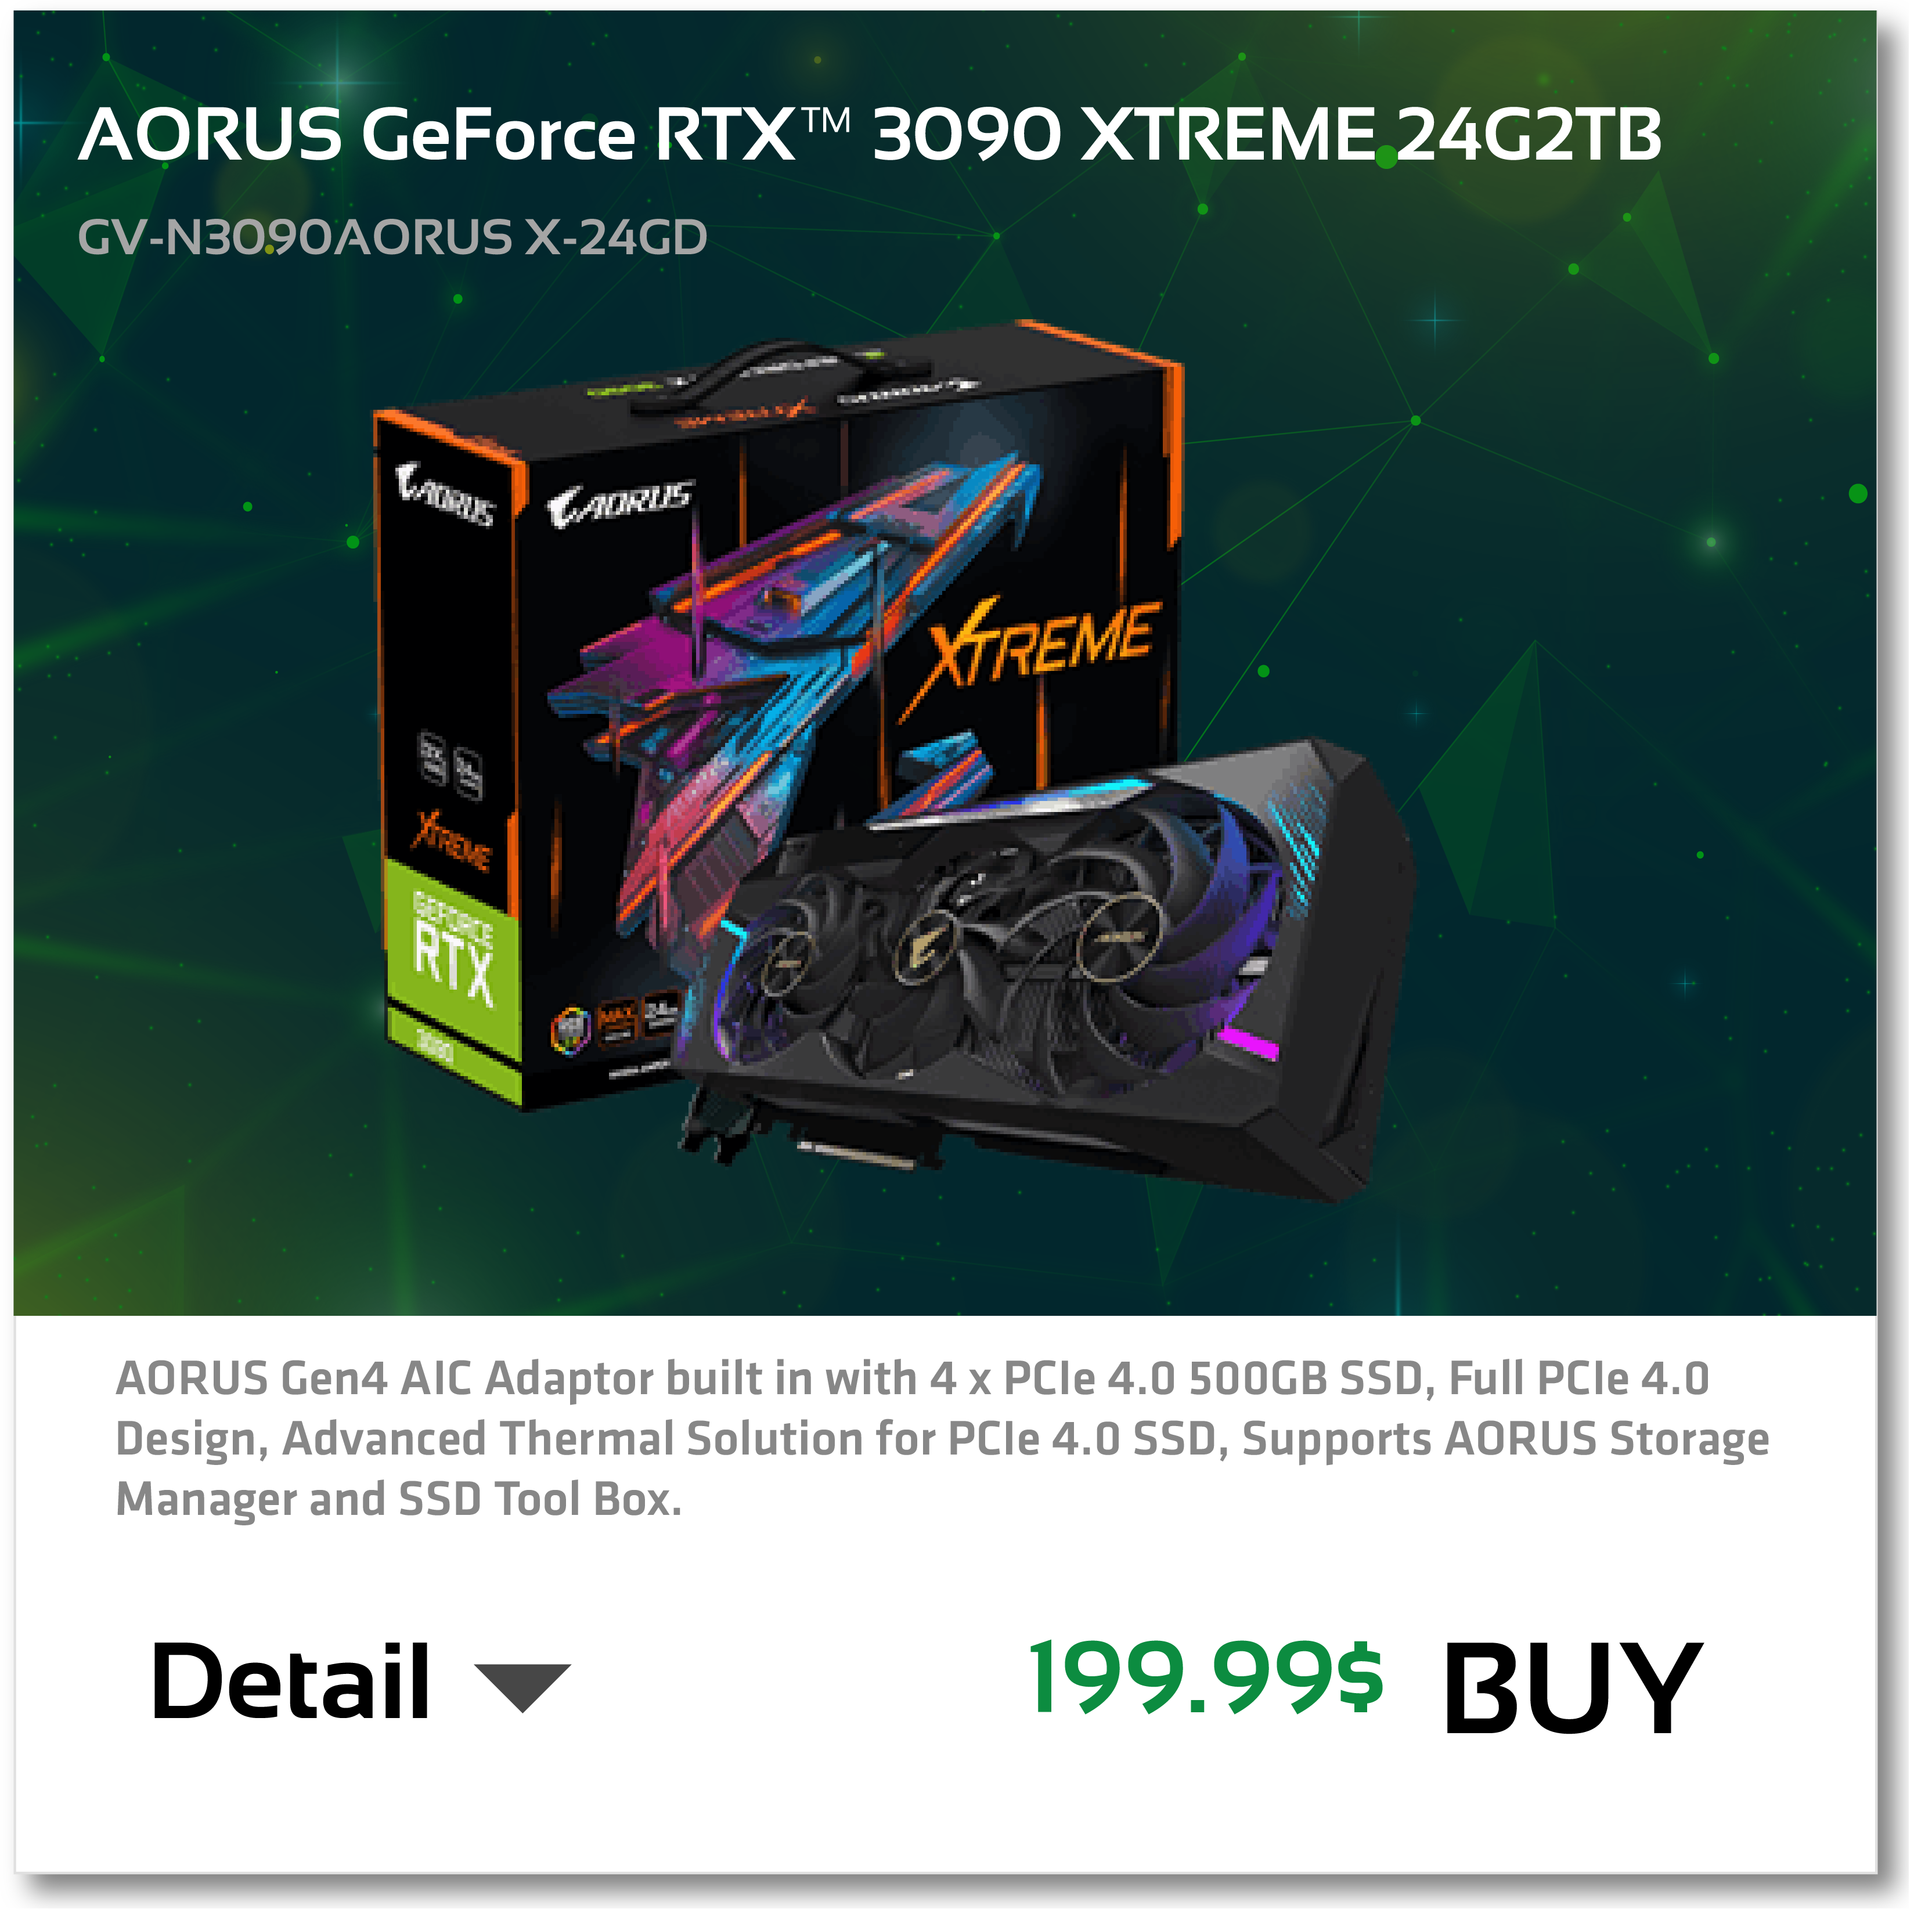 AORUS GeForce RTX™ 3090 XTREME 24G2TB
GV-N3090AORUS X-24GD
AORUS
AORUS
XTREME
XTREME
GEFORCE
RTX
3090
MAX
AORUS Gen4 AIC Adaptor built in with 4 x PCIe 4.0 500GB SSD, Full PCIe 4.0
Design, Advanced Thermal Solution for PCIe 4.0 SSD, Supports AORUS Storage
Manager and SSD Tool Box.
Detail
199.99$ BUY